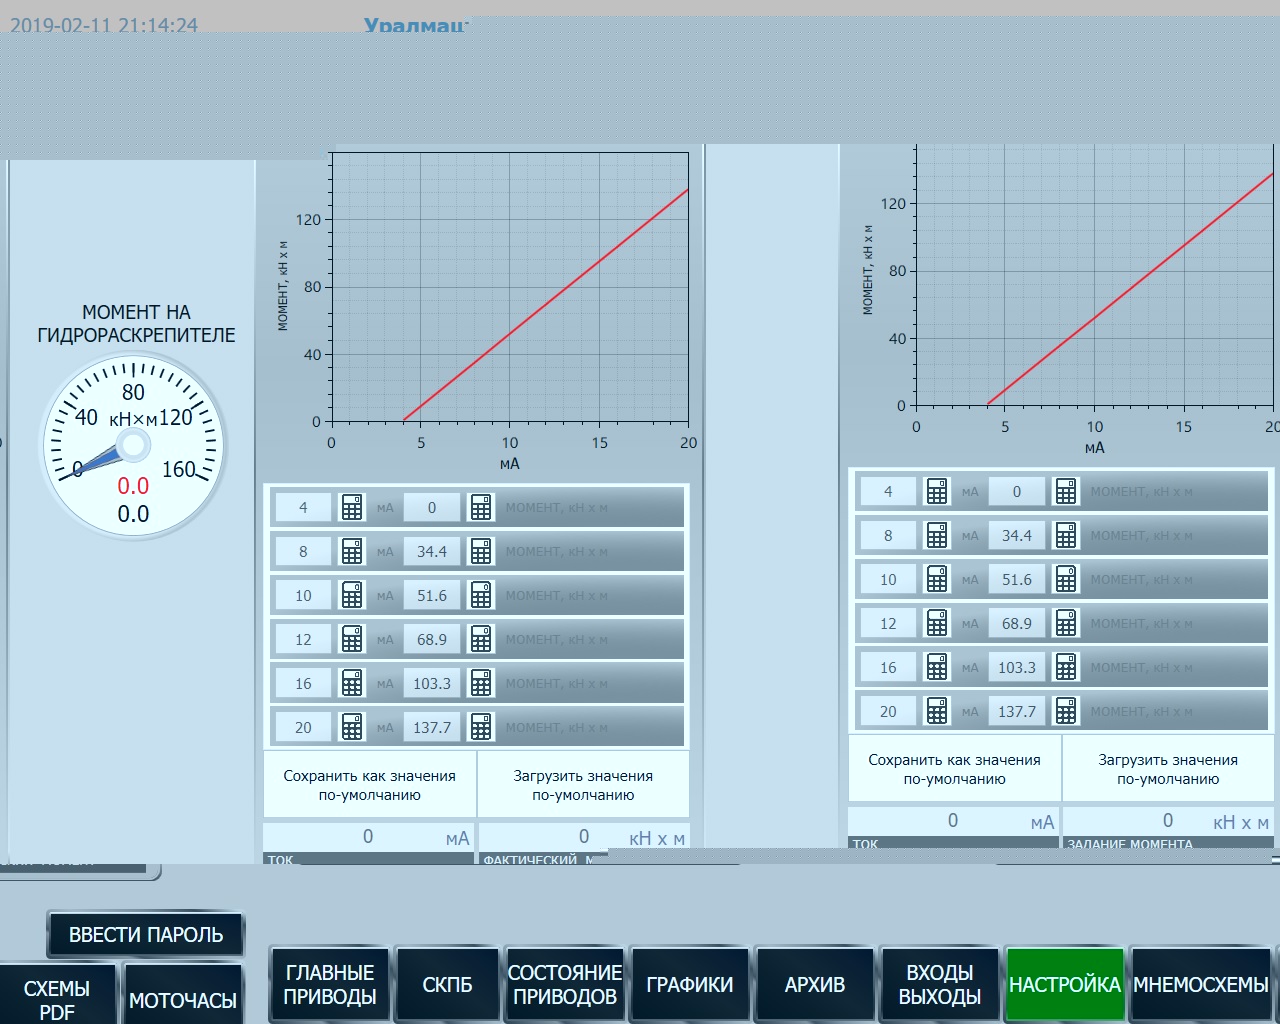 2019-02-11 21:14:24
Уралмаш
МОМЕНТ НА
ГИДРОРАСКРЕПИТЕЛЕ
80
40 кН×м 120
0 160
0.0
0.0
МОМЕНТ, кН х м
120
80
40
0
0 5 10 15 20
мА
4 мА 0 МОМЕНТ, кН х м
8 мА 34.4 МОМЕНТ, кН х м
10 мА 51.6 МОМЕНТ, кН х м
12 мА 68.9 МОМЕНТ, кН х м
16 мА 103.3 МОМЕНТ, кН х м
20 мА 137.7 МОМЕНТ, кН х м
Сохранить как значения
по-умолчанию
Загрузить значения
по-умолчанию
0 мА
0 кН х м
ТОК
ФАКТИЧЕСКИЙ
МОМЕНТ, кН х м
120
80
40
0
0 5 10 15 20
мА
4 мА 0 МОМЕНТ, кН х м
8 мА 34.4 МОМЕНТ, кН х м
10 мА 51.6 МОМЕНТ, кН х м
12 мА 68.9 МОМЕНТ, кН х м
16 мА 103.3 МОМЕНТ, кН х м
20 мА 137.7 МОМЕНТ, кН х м
Сохранить как значения
по-умолчанию
Загрузить значения
по-умолчанию
0 мА
0 кН х м
ТОК
ЗАДАНИЕ МОМЕНТА
ВВЕСТИ ПАРОЛЬ
СХЕМЫ
PDF
МОТОЧАСЫ
ГЛАВНЫЕ
ПРИВОДЫ
СКПБ
СОСТОЯНИЕ
ПРИВОДОВ
ГРАФИКИ
АРХИВ
ВХОДЫ
ВЫХОДЫ
НАСТРОЙКА
МНЕМОСХЕМЫ